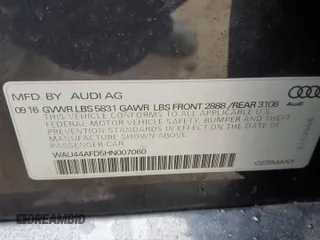 MFD. BY AUDI AG
09·16 GVWR LBS 5831 GAWR LBS FRONT 2888 /REAR 3108
THIS VEHICLE CONFORMS TO ALL APPLICABLE U.S.
FEDERAL MOTOR VEHICLE SAFETY, BUMPER, AND
THEFT PREVENTION STANDARDS IN EFFECT ON THE
DATE OF MANUFACTURE SHOWN ABOVE.
PASSENGER-CAR
WAU44AFD5HN007060
GERMANY
Audi
AUTOBIDMASTER